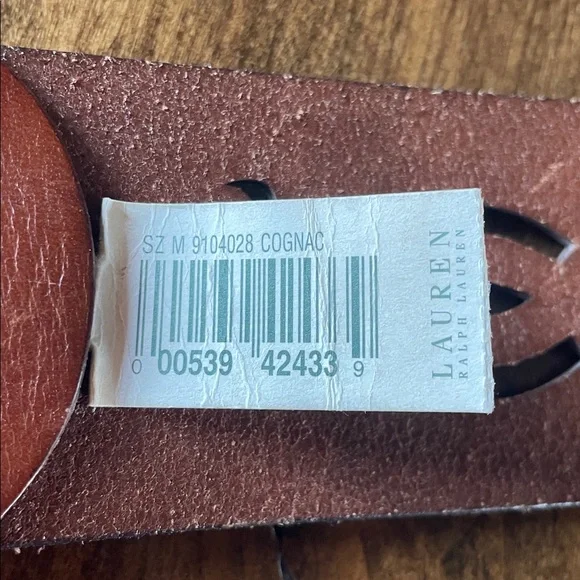 SZ M 9104028 COGNAC
0 00539 42433 9
LAUREN
RALPH LAUREN